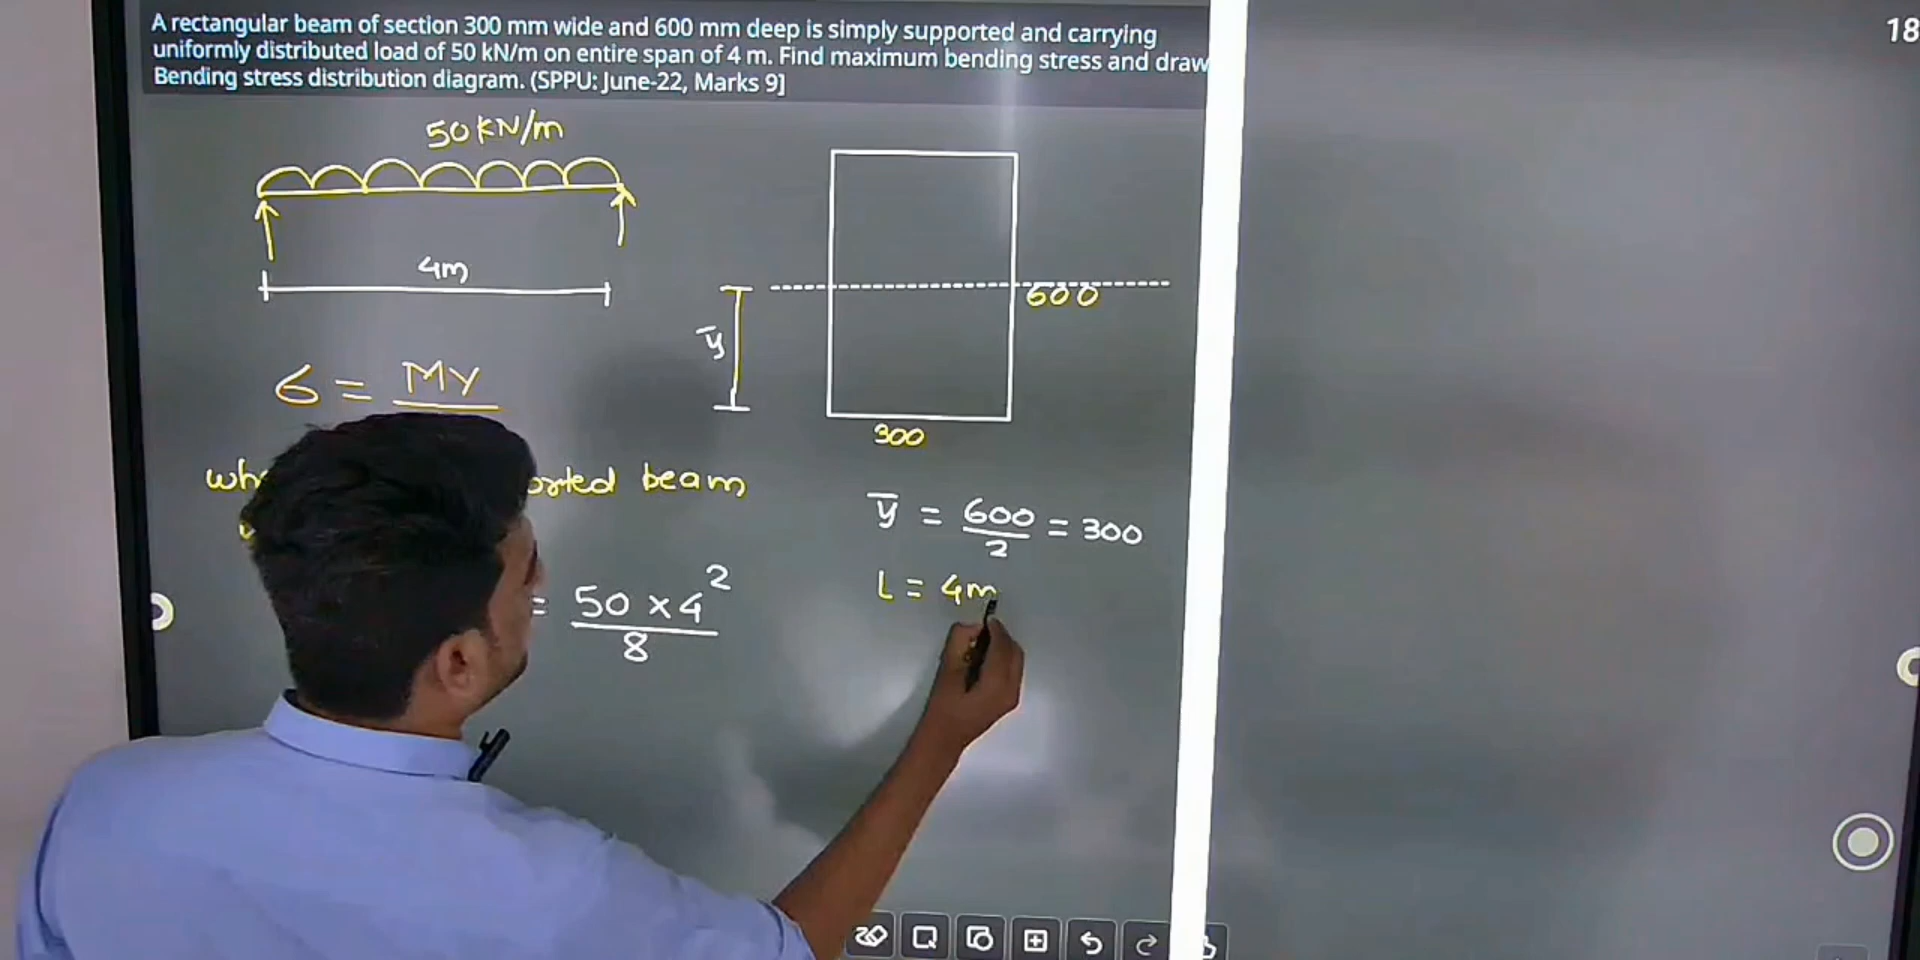 A rectangular beam of section 300 mm wide and 600 mm deep is simply supported and carrying
uniformly distributed load of 50 kN/m on entire span of 4 m. Find maximum bending stress and draw
Bending stress distribution diagram. (SPPU: June-22, Marks 9]
18
50 KN/m
4m
600
ȳ
300
σ = MY
beam
ȳ = 600/2 = 300
L = 4m
= 50 × 4²/8